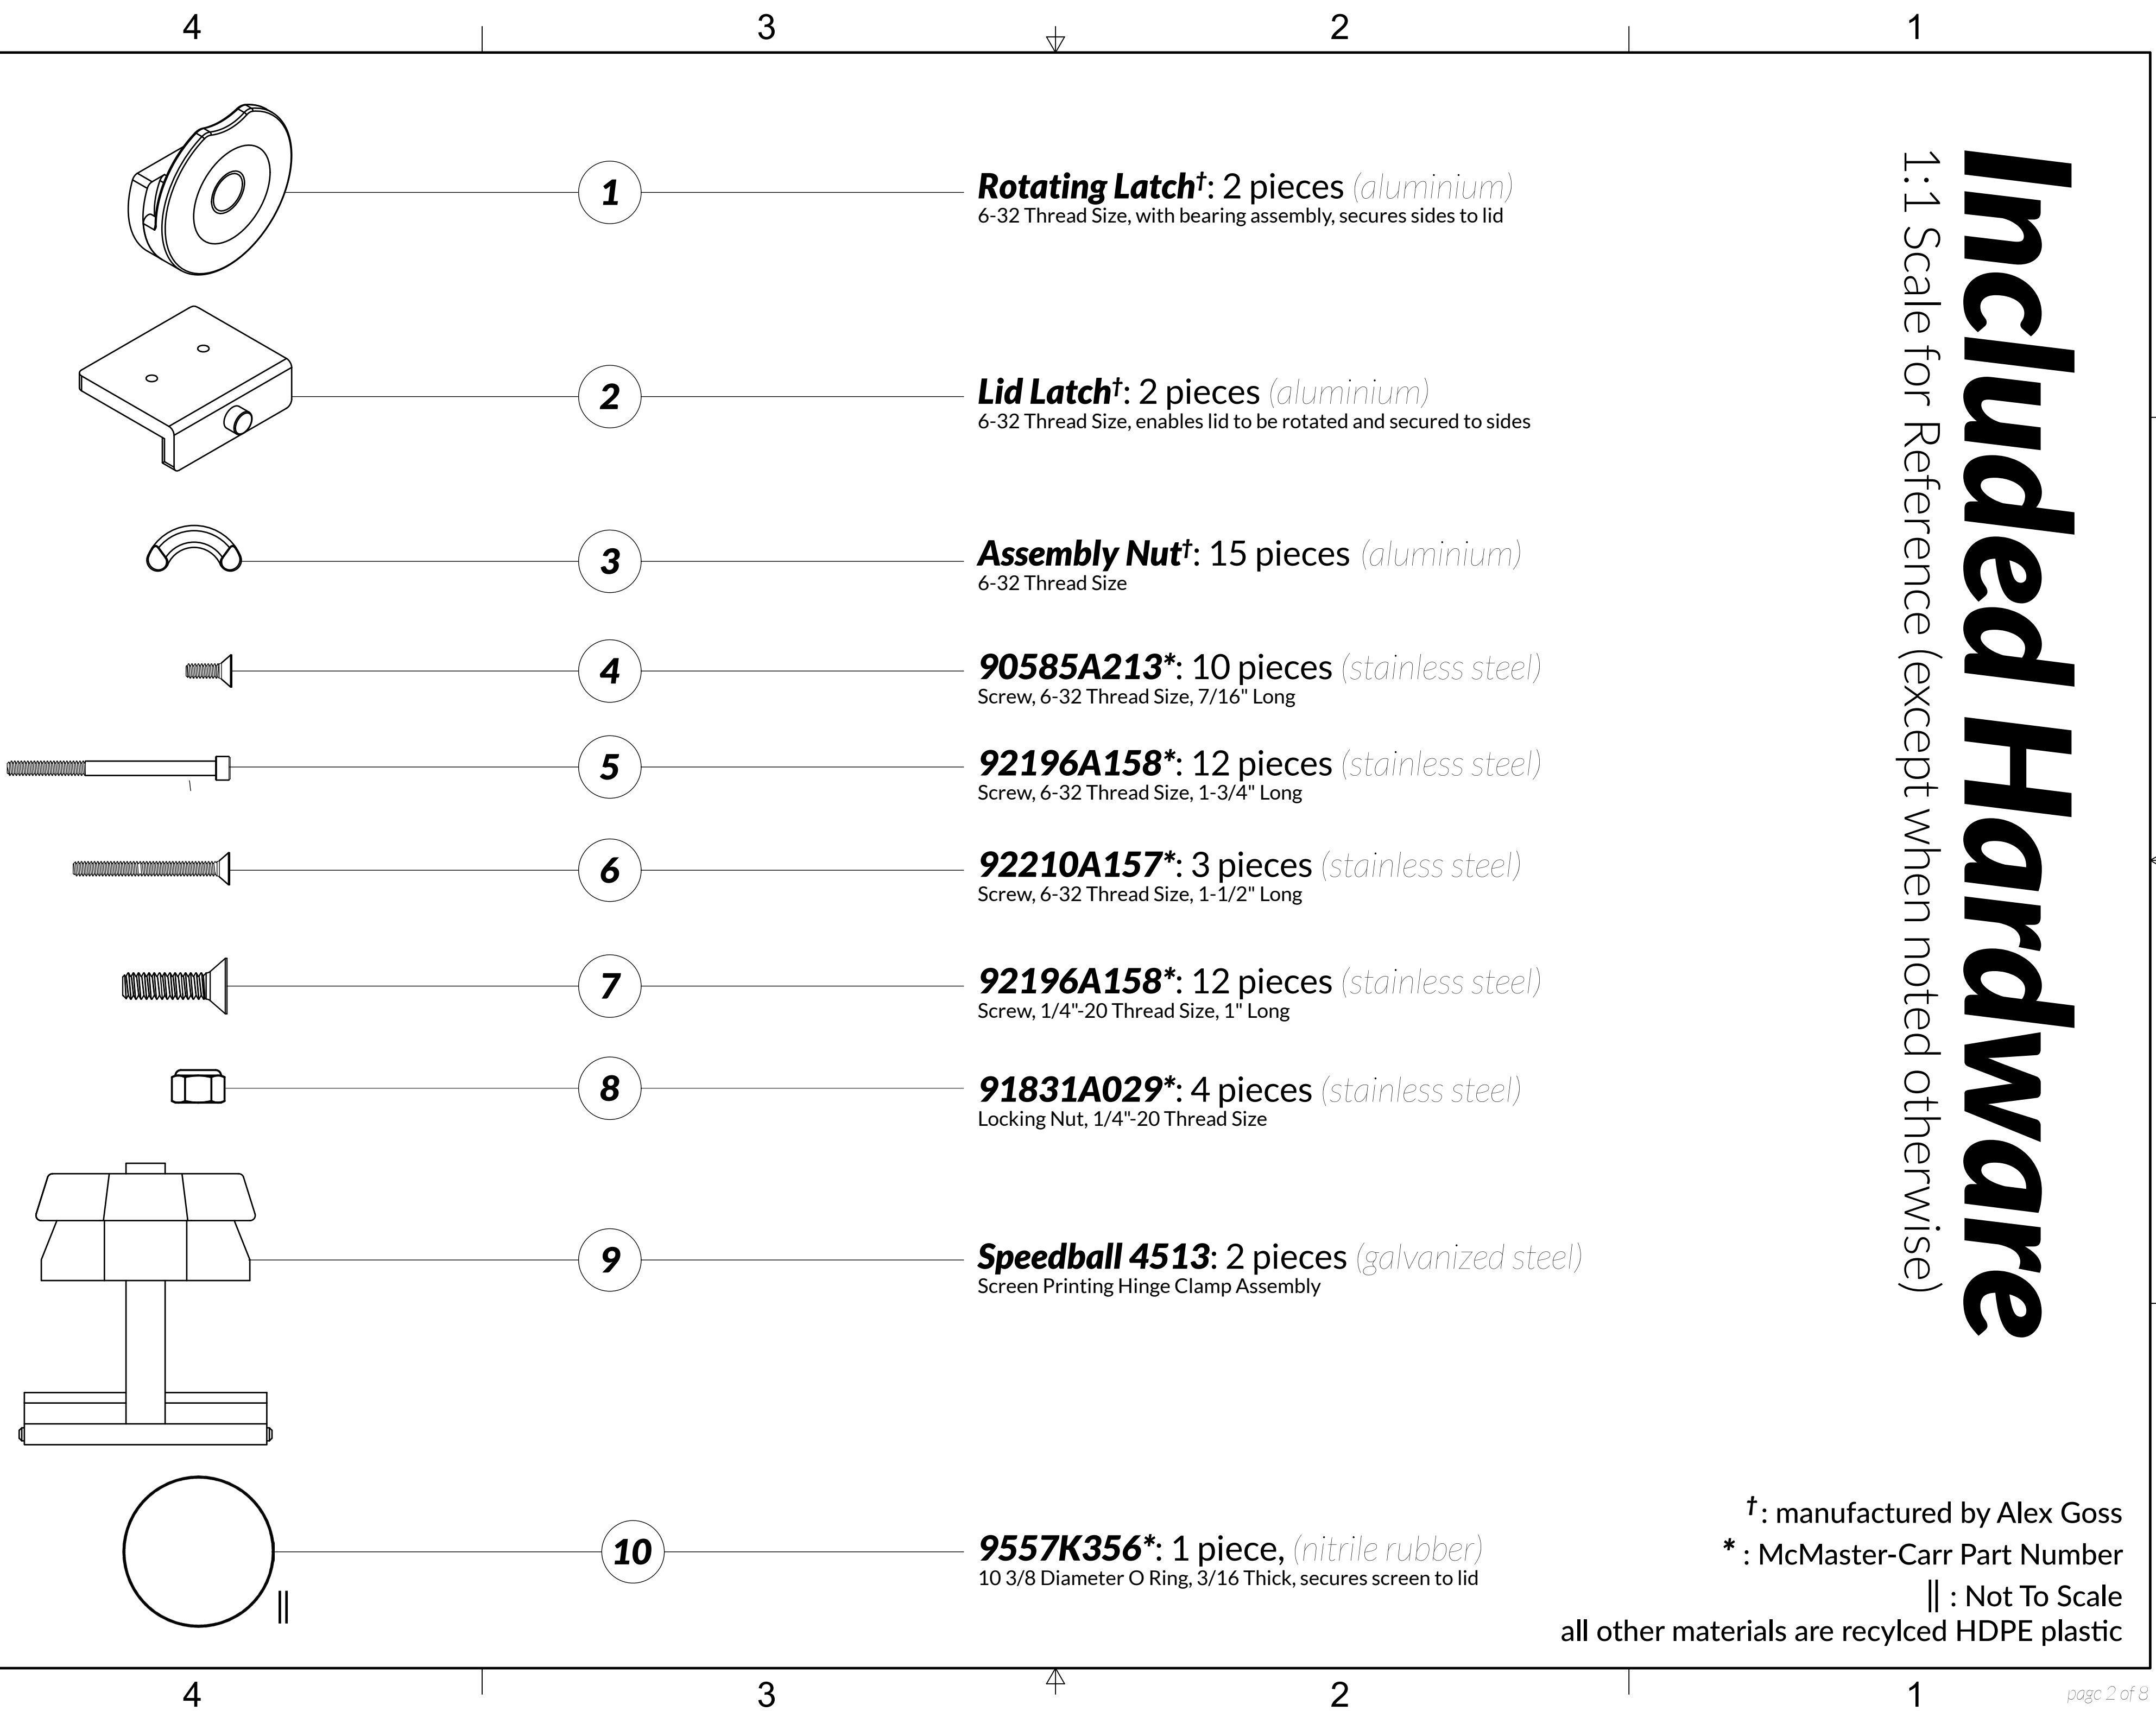 4 3 2 1
Included Hardware
1:1 Scale for Reference (except when noted otherwise)
1
Rotating Latch†: 2 pieces (aluminium)
6-32 Thread Size, with bearing assembly, secures sides to lid
2
Lid Latch†: 2 pieces (aluminium)
6-32 Thread Size, enables lid to be rotated and secured to sides
3
Assembly Nut†: 15 pieces (aluminium)
6-32 Thread Size
4
90585A213*: 10 pieces (stainless steel)
Screw, 6-32 Thread Size, 7/16" Long
5
92196A158*: 12 pieces (stainless steel)
Screw, 6-32 Thread Size, 1-3/4" Long
6
92210A157*: 3 pieces (stainless steel)
Screw, 6-32 Thread Size, 1-1/2" Long
7
92196A158*: 12 pieces (stainless steel)
Screw, 1/4"-20 Thread Size, 1" Long
8
91831A029*: 4 pieces (stainless steel)
Locking Nut, 1/4"-20 Thread Size
9
Speedball 4513: 2 pieces (galvanized steel)
Screen Printing Hinge Clamp Assembly
10
9557K356*: 1 piece, (nitrile rubber)
10 3/8 Diameter O Ring, 3/16 Thick, secures screen to lid
||
†: manufactured by Alex Goss
* : McMaster-Carr Part Number
|| : Not To Scale
all other materials are recylced HDPE plastic
4 3 2 1
page 2 of 8